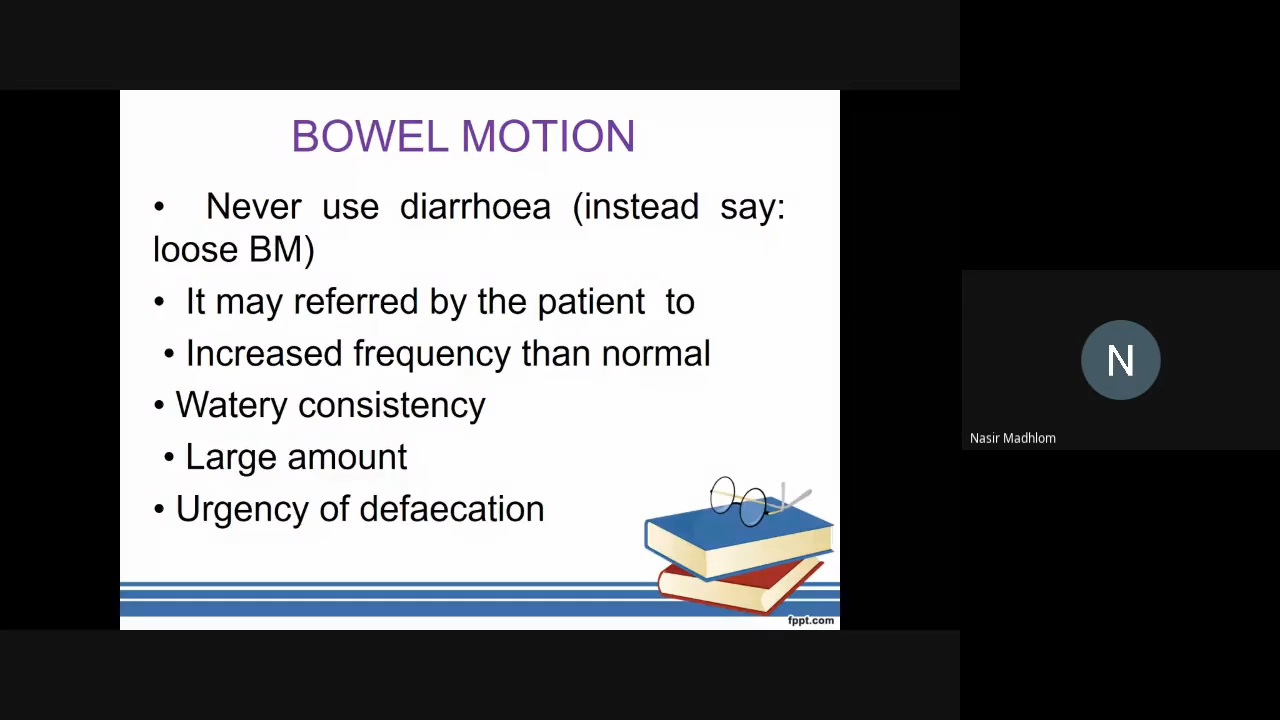 BOWEL MOTION
• Never use diarrhoea (instead say:
loose BM)
• It may referred by the patient to
• Increased frequency than normal
• Watery consistency
• Large amount
• Urgency of defaecation
fppt.com
N
Nasir Madhlom